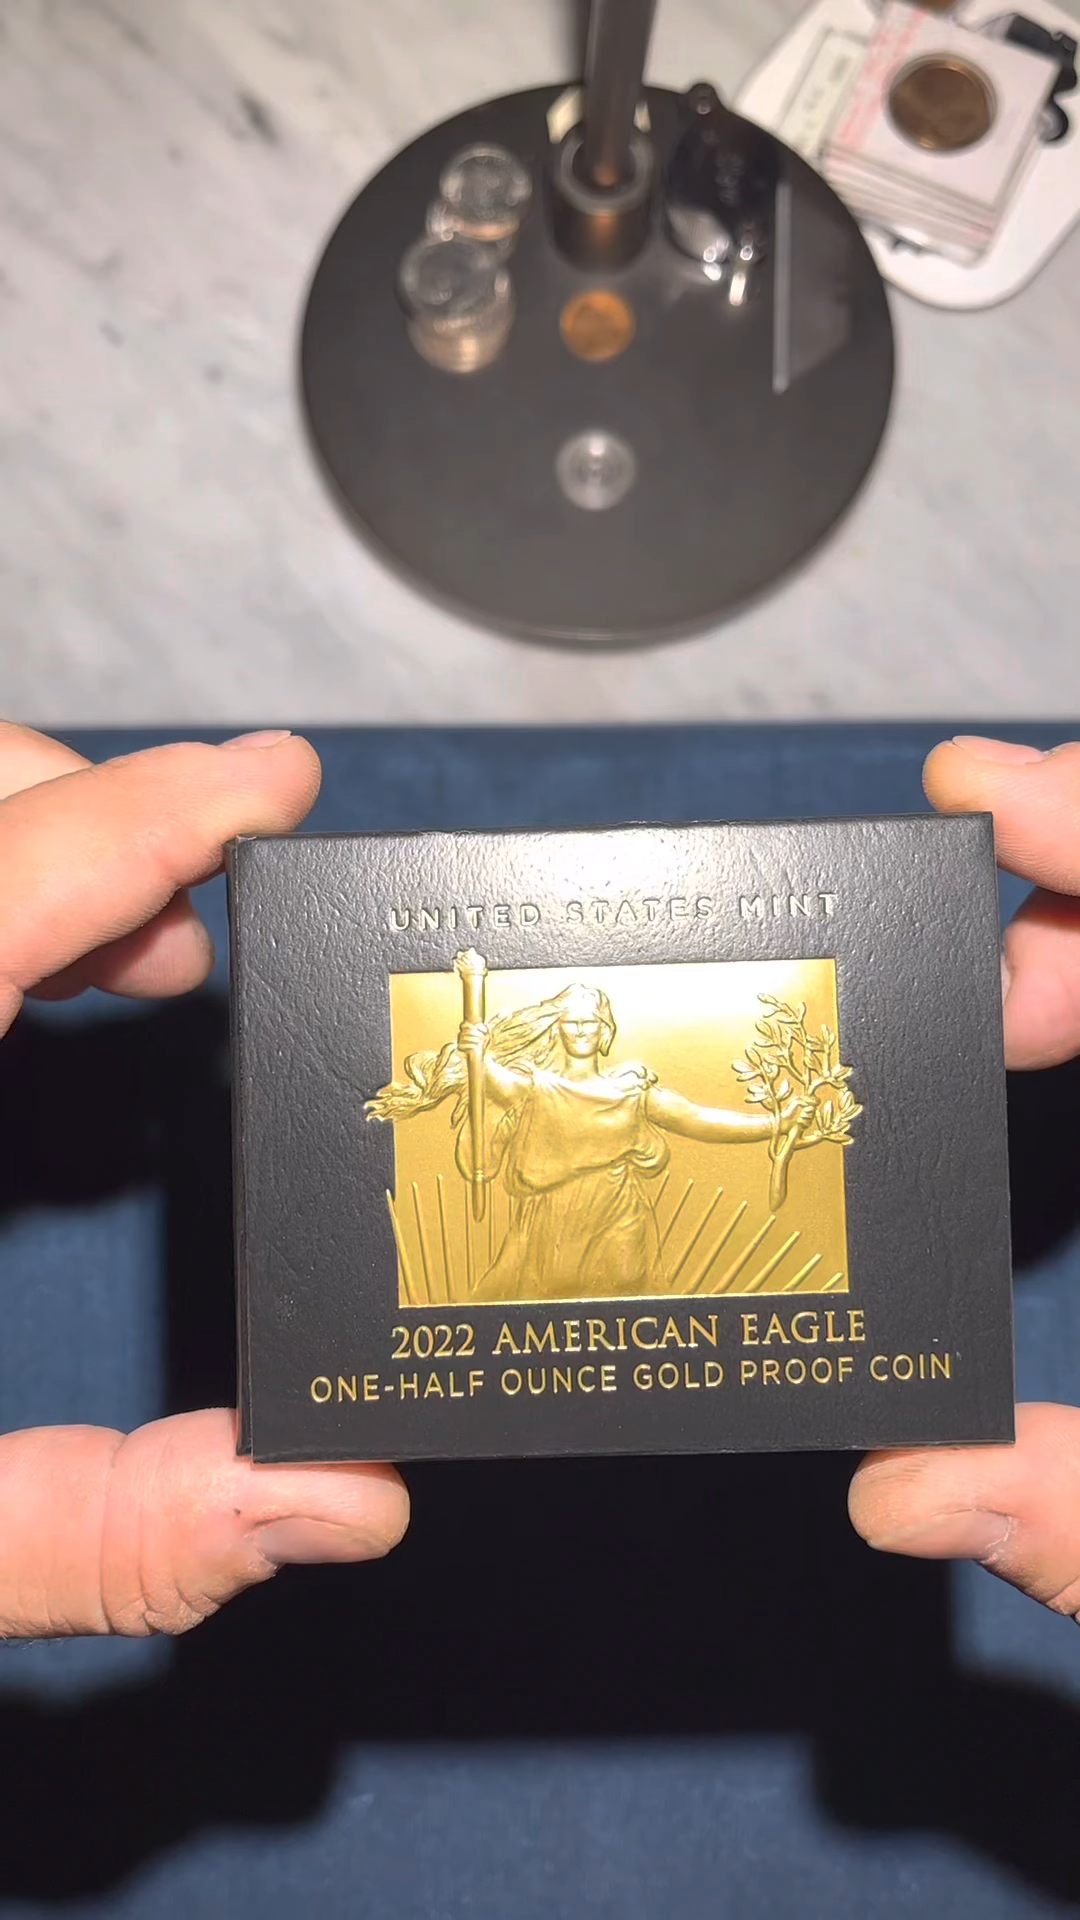 UNITED STATES MINT
2022 AMERICAN EAGLE
ONE-HALF OUNCE GOLD PROOF COIN